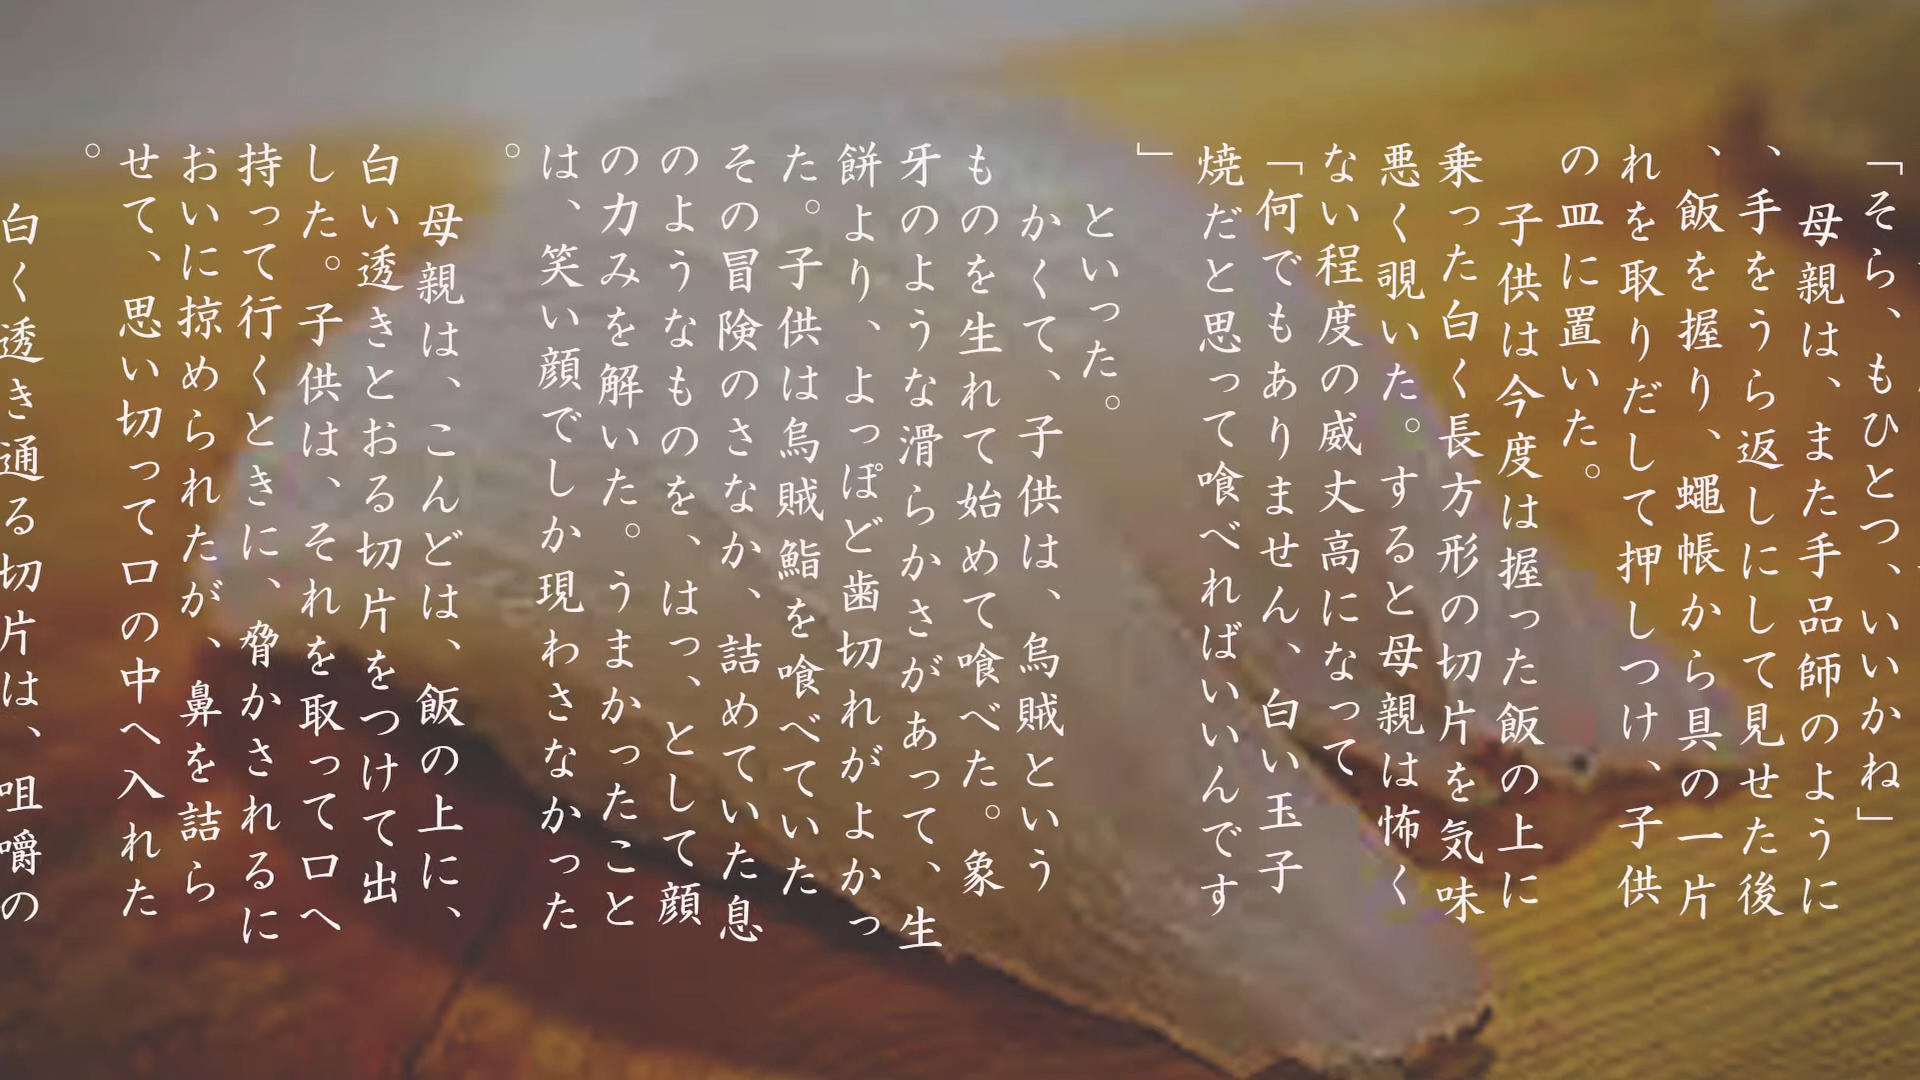 「そら、もひとつ、いいかね」
　母親は、また手品師のように
、手をうら返しにして見せた後
、飯を握り、蠅帳から具の一片
れを取りだして押しつけ、子供
の皿に置いた。
　子供は今度は握った飯の上に
乗った白く長方形の切片を気味
悪く覗いた。すると母親は怖く
ない程度の威丈高になって
「何でもありません、白い玉子
焼だと思って喰べればいいんです
」
　といった。
　かくて、子供は、烏賊という
ものを生れて始めて喰べた。象
牙のような滑らかさがあって、生
餅より、よっぽど歯切れがよかっ
た。子供は烏賊鮨を喰べていた
その冒険のさなか、詰めていた息
のようなものを、はっ、として顔
の力みを解いた。うまかったこと
は、笑い顔でしか現わさなかった
。
　母親は、こんどは、飯の上に、
白い透きとおる切片をつけて出
した。子供は、それを取って口へ
持って行くときに、脅かされるに
おいに掠められたが、鼻を詰ら
せて、思い切って口の中へ入れた
。
　白く透き通る切片は、咀嚼の